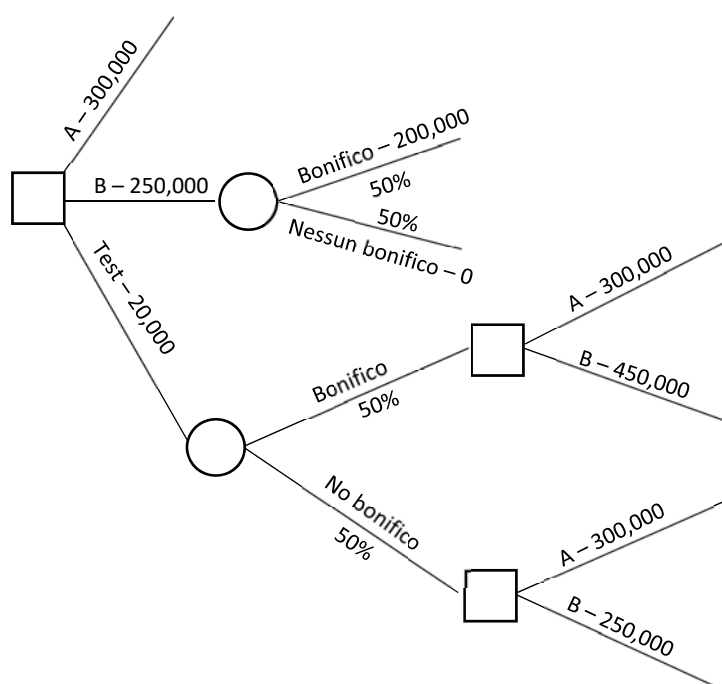 A – 300,000
B – 250,000
Bonifico – 200,000
50%
50%
Nessun bonifico – 0
Test – 20,000
Bonifico
50%
A – 300,000
B – 450,000
No bonifico
50%
A – 300,000
B – 250,000